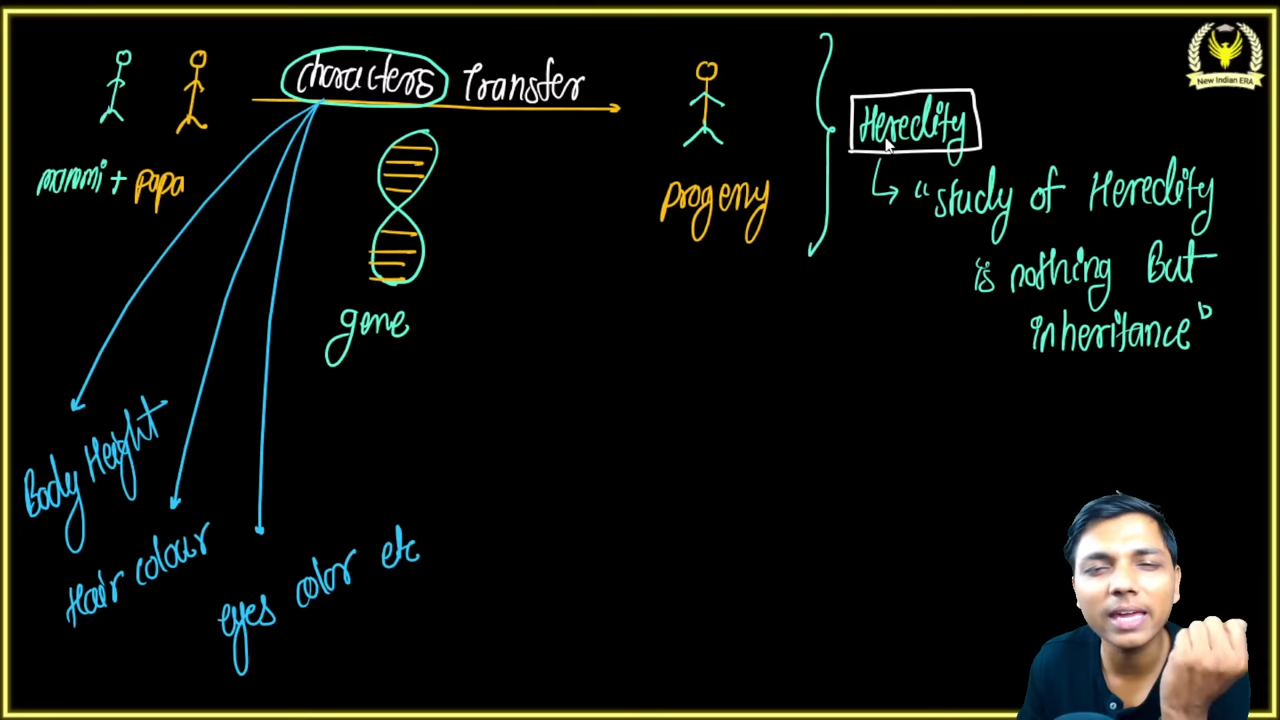 characters Transfer
mammi + papa
gene
progeny
Heredity
"study of Heredity
is nothing But
inheritance"
Body Height
Hair colour
eyes color etc
New Indian ERA